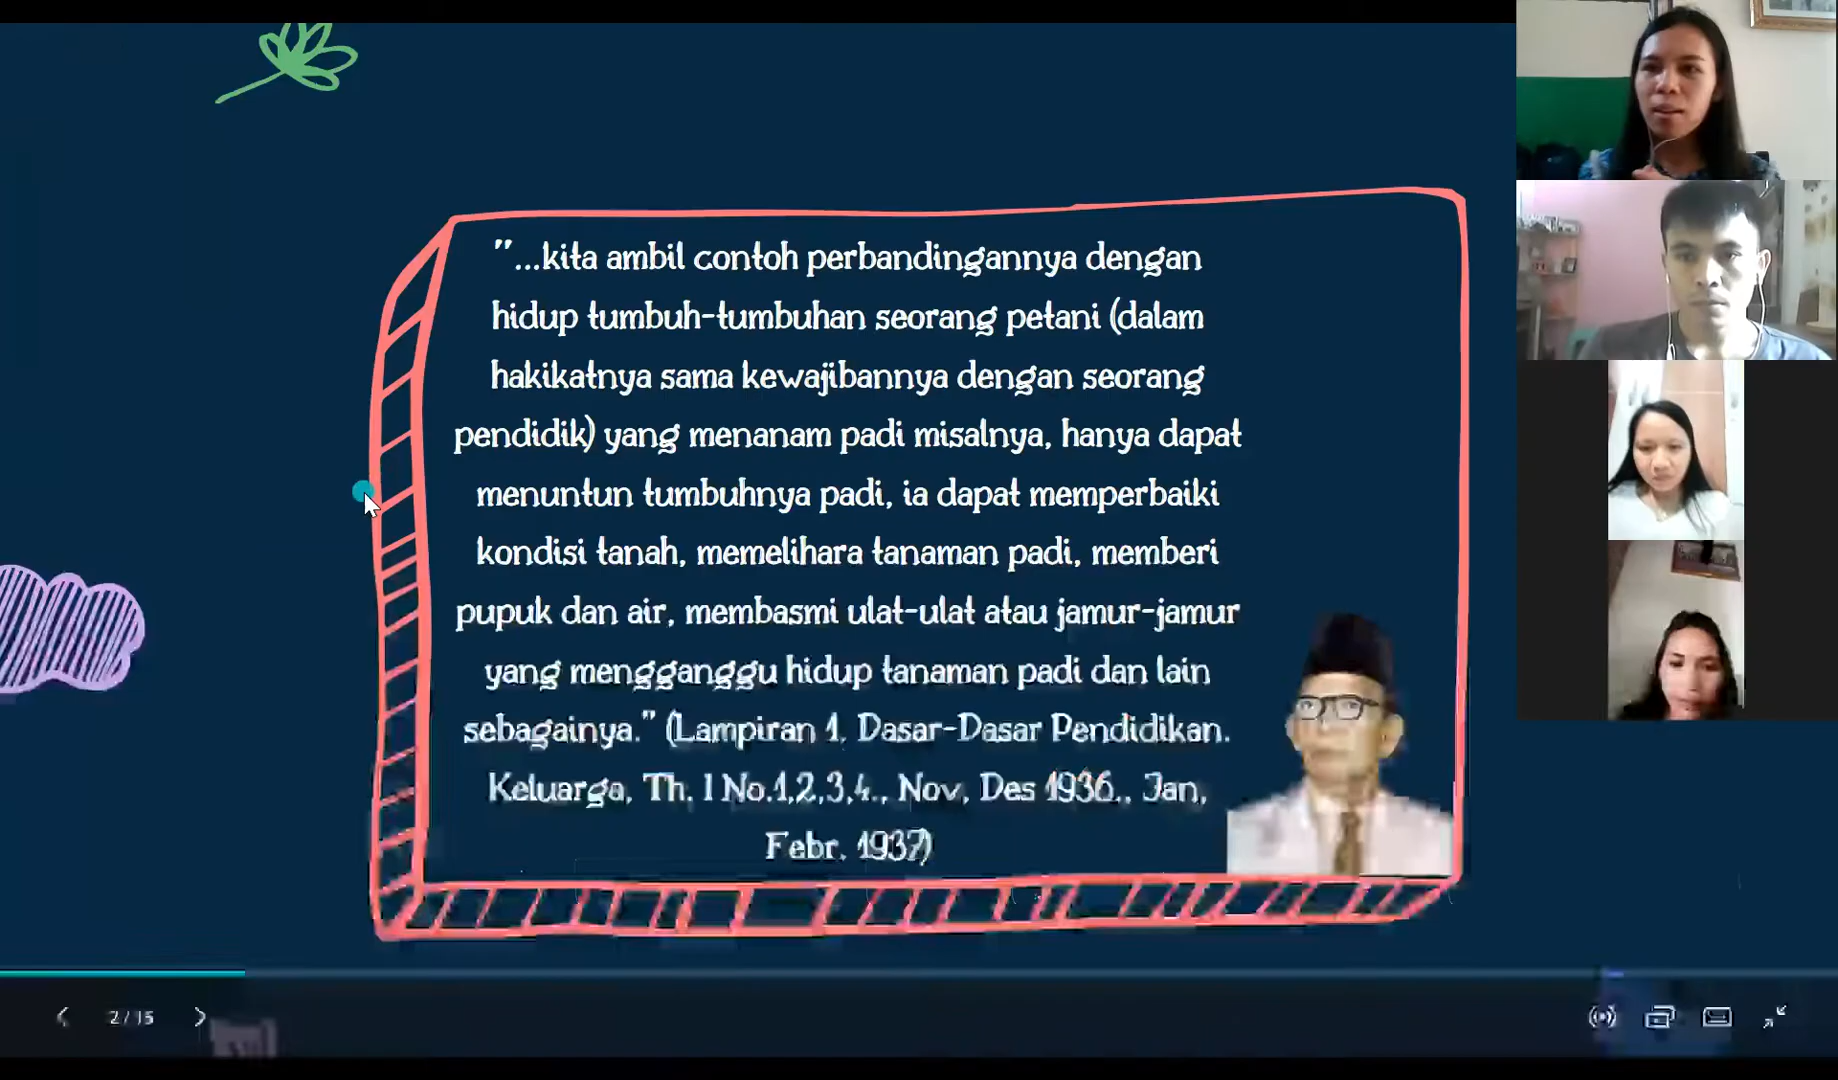 "...kita ambil contoh perbandingannya dengan
hidup tumbuh-tumbuhan seorang petani (dalam
hakikatnya sama kewajibannya dengan seorang
pendidik) yang menanam padi misalnya, hanya dapat
menuntun tumbuhnya padi, ia dapat memperbaiki
kondisi tanah, memelihara tanaman padi, memberi
pupuk dan air, membasmi ulat-ulat atau jamur-jamur
yang mengganggu hidup tanaman padi dan lain
sebagainya." (Lampiran 1. Dasar-Dasar Pendidikan.
Keluarga, Th. I No.1,2,3,4., Nov, Des 1936., Jan,
Febr. 1937)
2 / 15